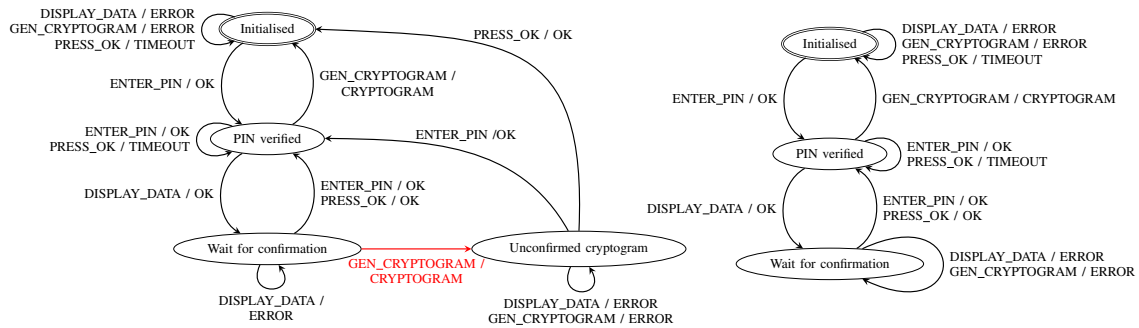 DISPLAY_DATA / ERROR
GEN_CRYPTOGRAM / ERROR
PRESS_OK / TIMEOUT
Initialised
PRESS_OK / OK
ENTER_PIN / OK
GEN_CRYPTOGRAM /
CRYPTOGRAM
ENTER_PIN / OK
PRESS_OK / TIMEOUT
PIN verified
ENTER_PIN /OK
DISPLAY_DATA / OK
ENTER_PIN / OK
PRESS_OK / OK
Wait for confirmation
Unconfirmed cryptogram
GEN_CRYPTOGRAM /
CRYPTOGRAM
DISPLAY_DATA /
ERROR
DISPLAY_DATA / ERROR
GEN_CRYPTOGRAM / ERROR
Initialised
DISPLAY_DATA / ERROR
GEN_CRYPTOGRAM / ERROR
PRESS_OK / TIMEOUT
ENTER_PIN / OK
GEN_CRYPTOGRAM / CRYPTOGRAM
PIN verified
ENTER_PIN / OK
PRESS_OK / TIMEOUT
DISPLAY_DATA / OK
ENTER_PIN / OK
PRESS_OK / OK
Wait for confirmation
DISPLAY_DATA / ERROR
GEN_CRYPTOGRAM / ERROR